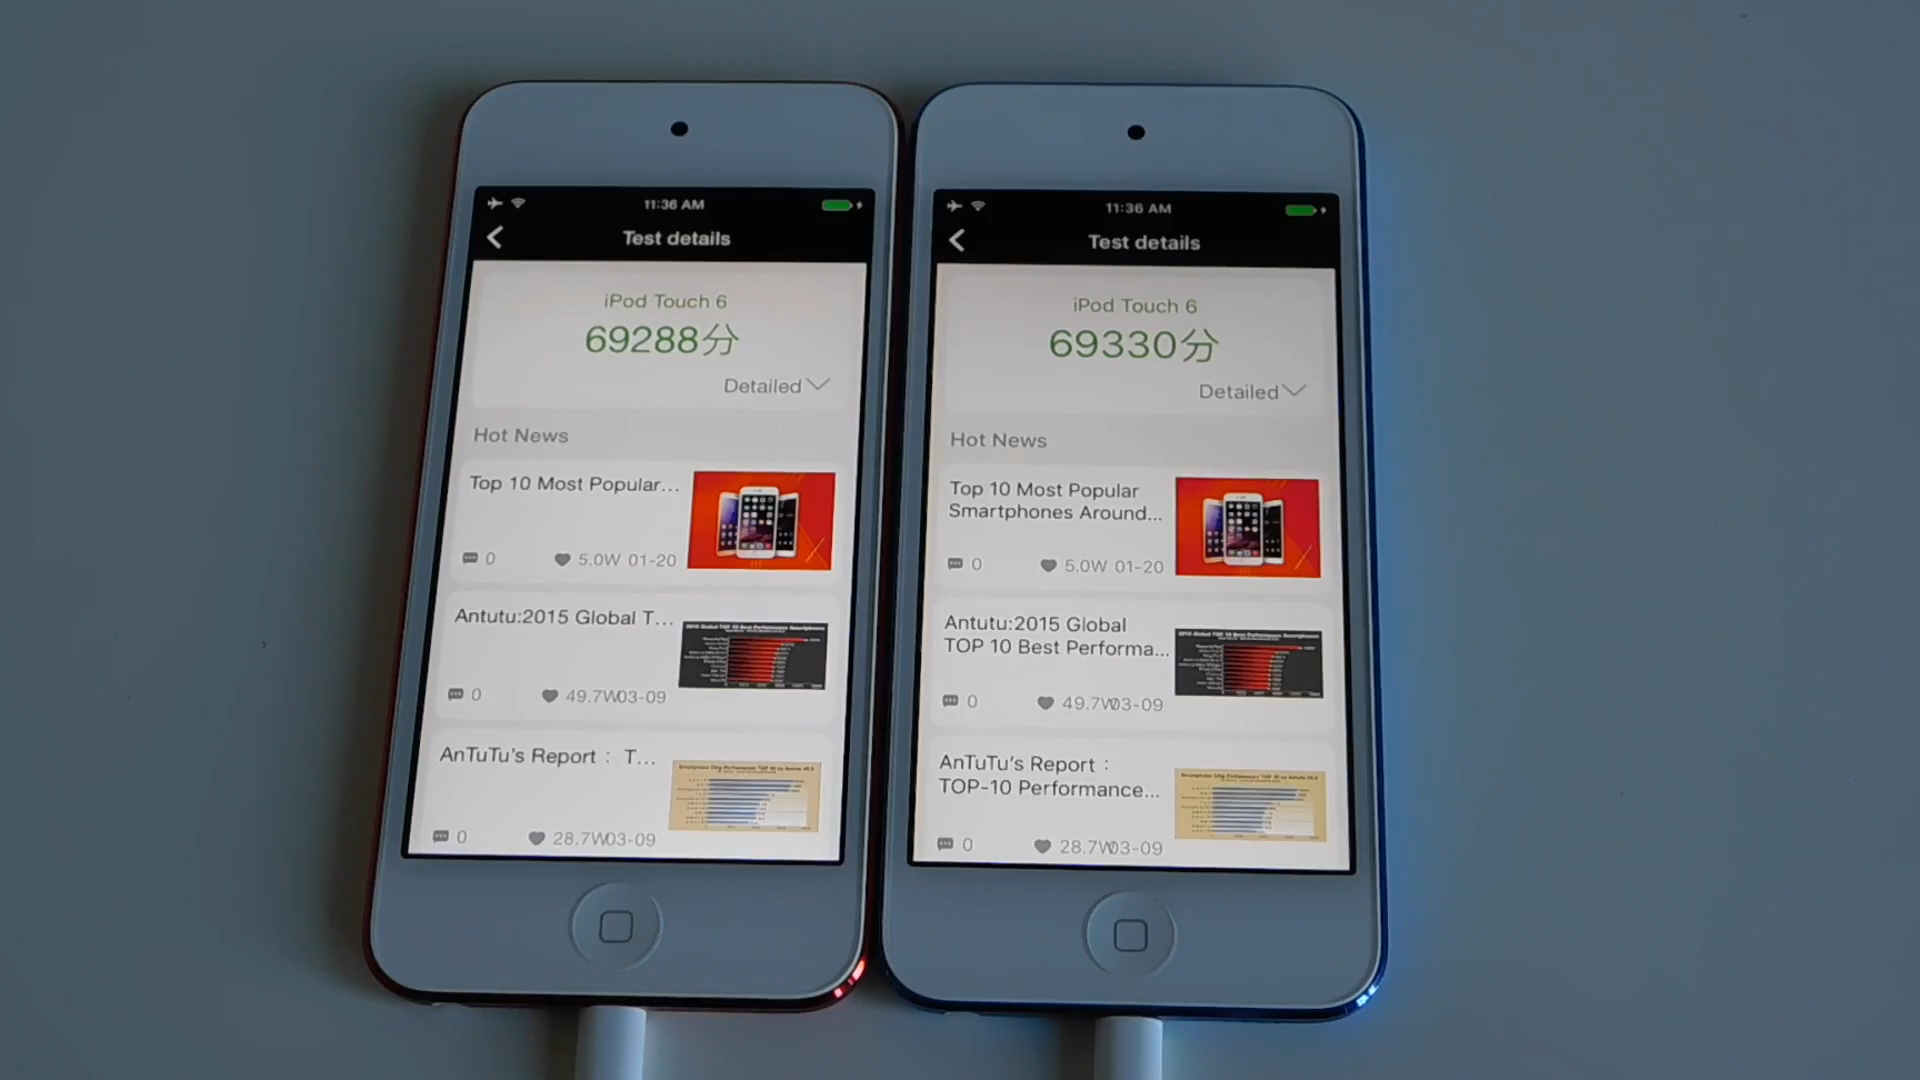 11:36 AM
Test details
iPod Touch 6
69288分
Detailed
Hot News
Top 10 Most Popular...
0
5.0W 01-20
Antutu:2015 Global T...
0
49.7W03-09
AnTuTu's Report： T...
0
28.7W03-09
11:36 AM
Test details
iPod Touch 6
69330分
Detailed
Hot News
Top 10 Most Popular
Smartphones Around...
0
5.0W 01-20
Antutu:2015 Global
TOP 10 Best Performa...
0
49.7W03-09
AnTuTu's Report：
TOP-10 Performance...
0
28.7W03-09